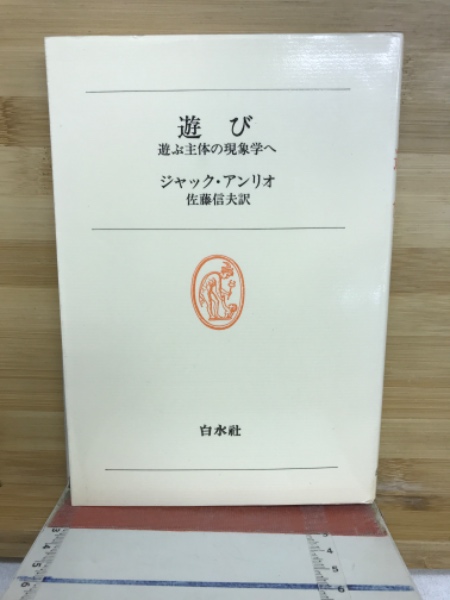 遊び
遊ぶ主体の現象学へ
ジャック・アンリオ
佐藤信夫訳
白水社